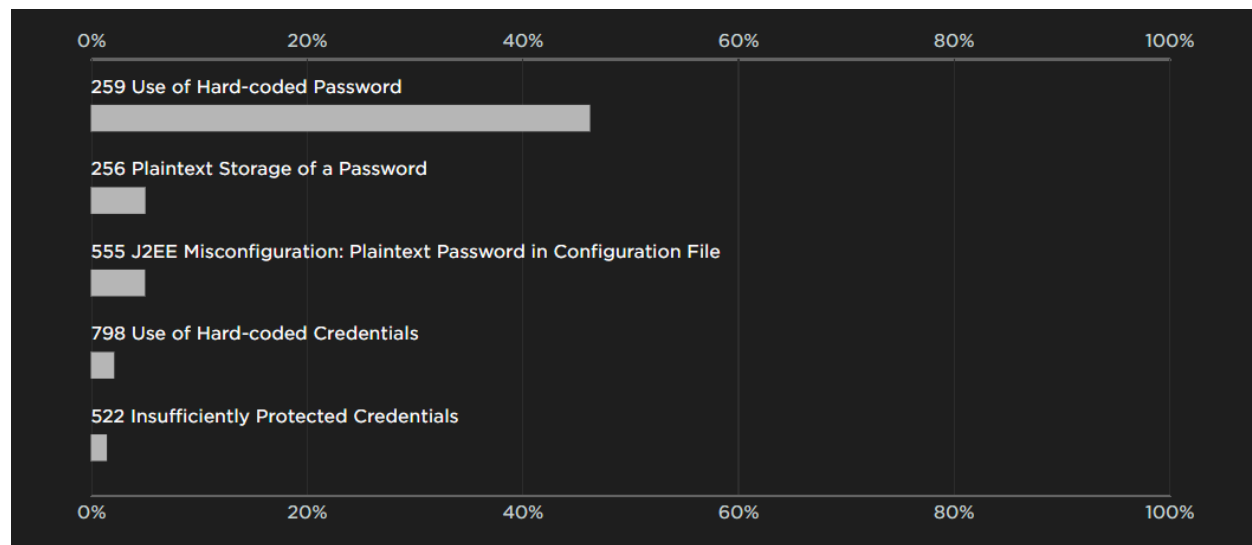 0% 20% 40% 60% 80% 100%
259 Use of Hard-coded Password
256 Plaintext Storage of a Password
555 J2EE Misconfiguration: Plaintext Password in Configuration File
798 Use of Hard-coded Credentials
522 Insufficiently Protected Credentials
0% 20% 40% 60% 80% 100%